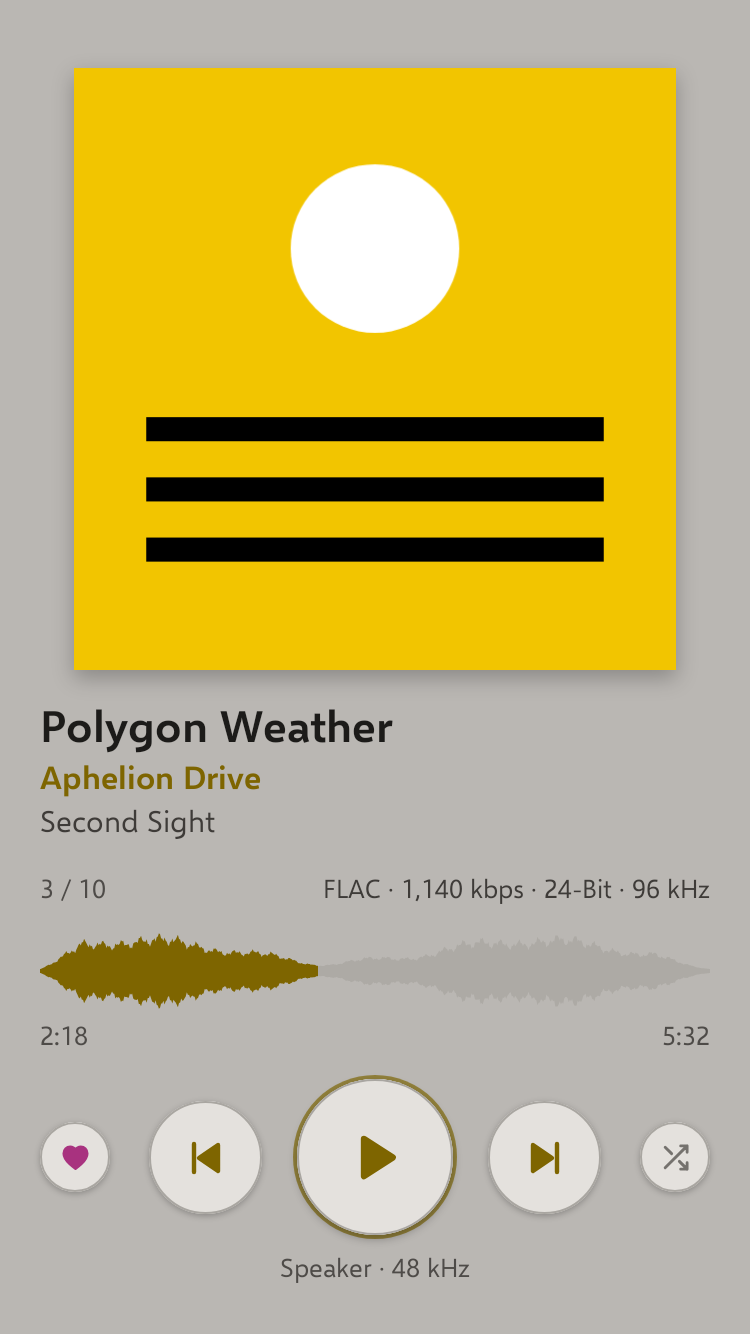 Polygon Weather
Aphelion Drive
Second Sight
3 / 10
FLAC · 1,140 kbps · 24-Bit · 96 kHz
2:18
5:32
Speaker · 48 kHz